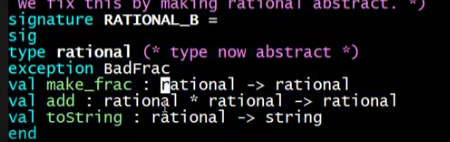 we fix this by making rational abstract. *)
signature RATIONAL_B =
sig
type rational (* type now abstract *)
exception BadFrac
val make_frac : rational -> rational
val add : rational * rational -> rational
val toString : rational -> string
end